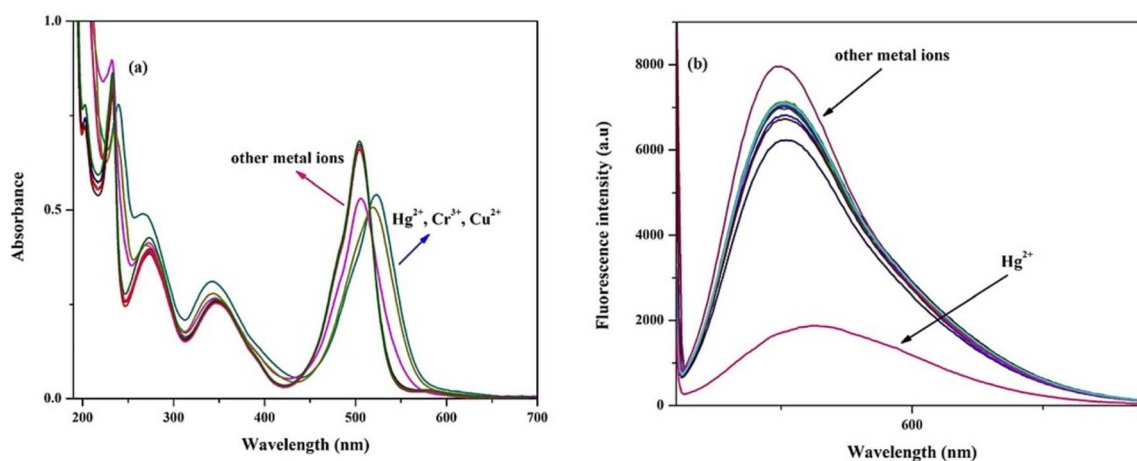 (a)
other metal ions
Hg²⁺, Cr³⁺, Cu²⁺
Absorbance
1.0
0.5
0.0
200 300 400 500 600 700
Wavelength (nm)
(b)
other metal ions
Hg²⁺
Fluorescence intensity (a.u)
8000
6000
4000
2000
0
600
Wavelength (nm)